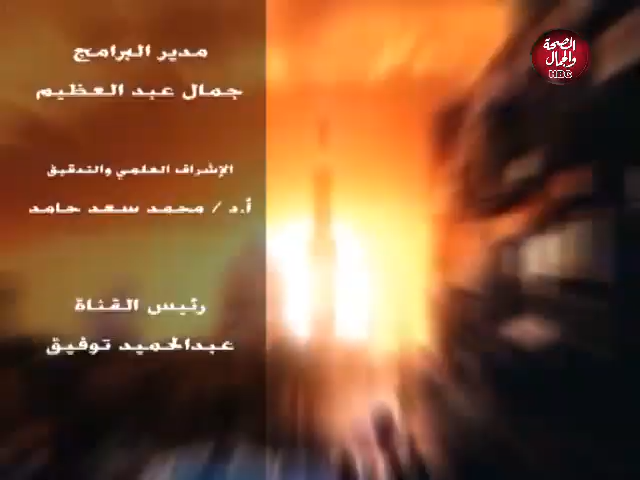 مدير البرامج
جمال عبد العظيم
الإشراف العلمي والتدقيق
أ.د / محمد سعد حامد
رئيس القناة
عبدالحميد توفيق
الصحة
والجمال
HBC